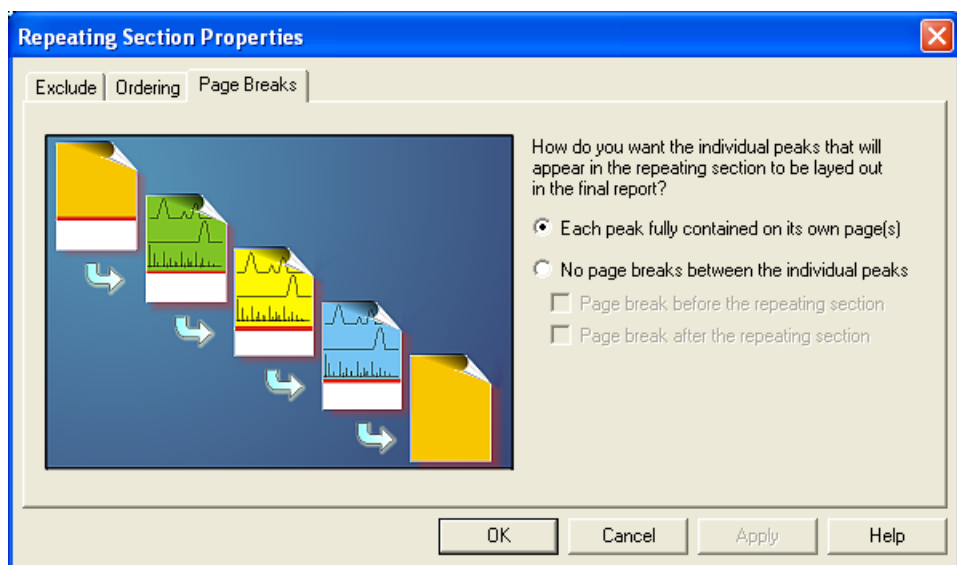 Repeating Section Properties
Exclude Ordering Page Breaks
How do you want the individual peaks that will
appear in the repeating section to be layed out
in the final report?
Each peak fully contained on its own page(s)
No page breaks between the individual peaks
Page break before the repeating section
Page break after the repeating section
OK Cancel Apply Help